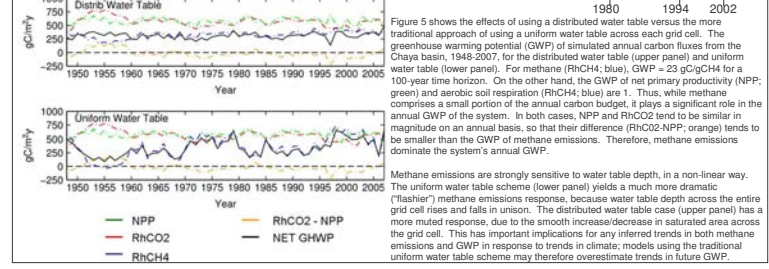 1980 1994 2002
Distrib Water Table
1000
750
500
250
0
−250
gC/m²y
1950 1955 1960 1965 1970 1975 1980 1985 1990 1995 2000 2005
Year
Uniform Water Table
1000
750
500
250
0
−250
gC/m²y
1950 1955 1960 1965 1970 1975 1980 1985 1990 1995 2000 2005
Year
NPP
RhCO2
RhCH4
RhCO2 - NPP
NET GHWP
Figure 5 shows the effects of using a distributed water table versus the more
traditional approach of using a uniform water table across each grid cell. The
greenhouse warming potential (GWP) of simulated annual carbon fluxes from the
Chaya basin, 1948-2007, for the distributed water table (upper panel) and uniform
water table (lower panel). For methane (RhCH4; blue), GWP = 23 gC/gCH4 for a
100-year time horizon. On the other hand, the GWP of net primary productivity (NPP;
green) and aerobic soil respiration (RhCH4; blue) are 1. Thus, while methane
comprises a small portion of the annual carbon budget, it plays a significant role in the
annual GWP of the system. In both cases, NPP and RhCO2 tend to be similar in
magnitude on an annual basis, so that their difference (RhC02-NPP; orange) tends to
be smaller than the GWP of methane emissions. Therefore, methane emissions
dominate the system's annual GWP.
Methane emissions are strongly sensitive to water table depth, in a non-linear way.
The uniform water table scheme (lower panel) yields a much more dramatic
("flashier") methane emissions response, because water table depth across the entire
grid cell rises and falls in unison. The distributed water table case (upper panel) has a
more muted response, due to the smooth increase/decrease in saturated area across
the grid cell. This has important implications for any inferred trends in both methane
emissions and GWP in response to trends in climate; models using the traditional
uniform water table scheme may therefore overestimate trends in future GWP.